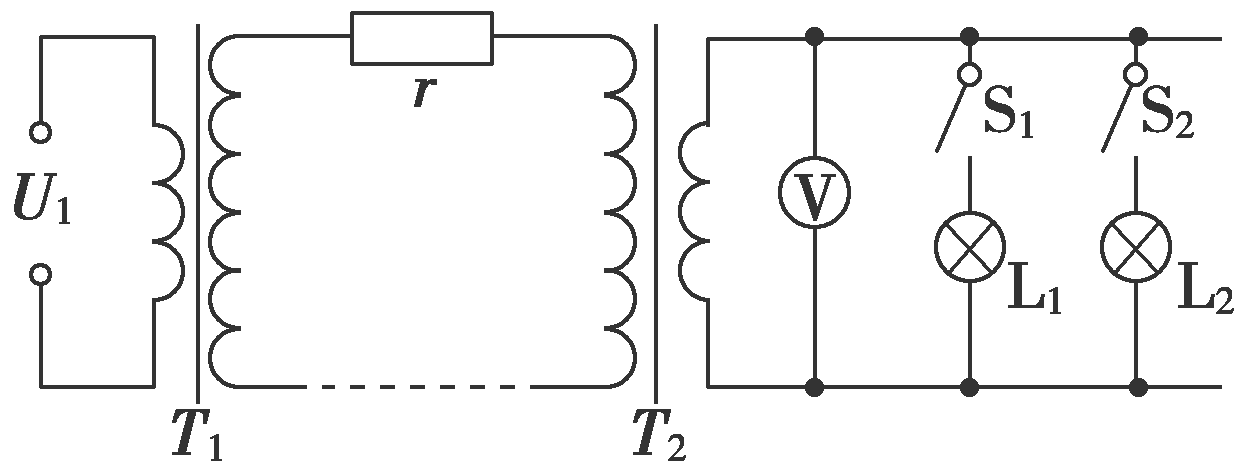 r
S₁ S₂
U₁ V
L₁ L₂
T₁ T₂